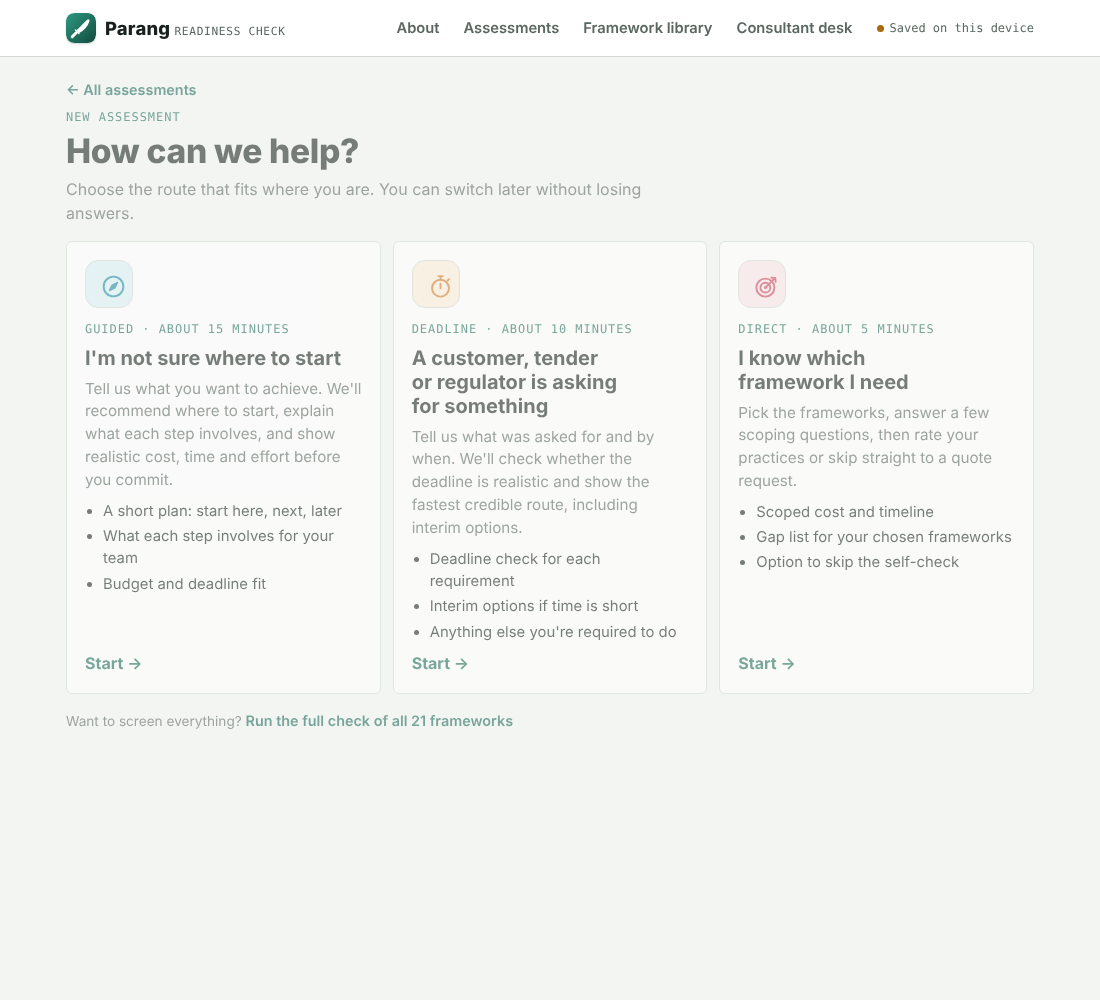 Parang READINESS CHECK
About
Assessments
Framework library
Consultant desk
Saved on this device
← All assessments
NEW ASSESSMENT
How can we help?
Choose the route that fits where you are. You can switch later without losing
answers.
GUIDED · ABOUT 15 MINUTES
I'm not sure where to start
Tell us what you want to achieve. We'll
recommend where to start, explain
what each step involves, and show
realistic cost, time and effort before
you commit.
• A short plan: start here, next, later
• What each step involves for your
team
• Budget and deadline fit
Start →
DEADLINE · ABOUT 10 MINUTES
A customer, tender
or regulator is asking
for something
Tell us what was asked for and by
when. We'll check whether the
deadline is realistic and show the
fastest credible route, including
interim options.
• Deadline check for each
requirement
• Interim options if time is short
• Anything else you're required to do
Start →
DIRECT · ABOUT 5 MINUTES
I know which
framework I need
Pick the frameworks, answer a few
scoping questions, then rate your
practices or skip straight to a quote
request.
• Scoped cost and timeline
• Gap list for your chosen frameworks
• Option to skip the self-check
Start →
Want to screen everything? Run the full check of all 21 frameworks